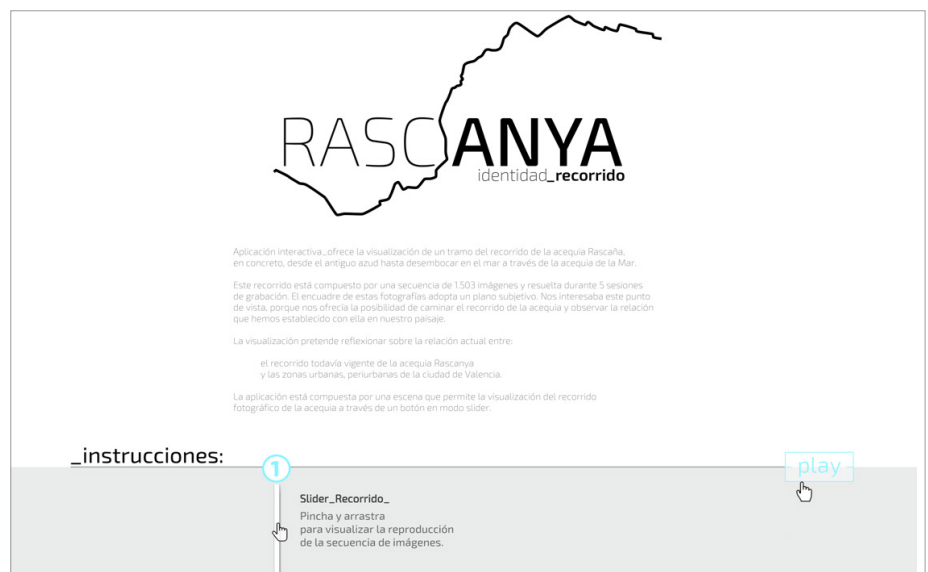 RASCANYA
identidad_recorrido
Aplicación interactiva_ofrece la visualización de un tramo del recorrido de la acequia Rascaña,
en concreto, desde el antiguo azud hasta desembocar en el mar a través de la acequia de la Mar.
Este recorrido está compuesto por una secuencia de 1.503 imágenes y resuelta durante 5 sesiones
de grabación. El encuadre de estas fotografías adopta un plano subjetivo. Nos interesaba este punto
de vista, porque nos ofrecía la posibilidad de caminar el recorrido de la acequia y observar la relación
que hemos establecido con ella en nuestro paisaje.
La visualización pretende reflexionar sobre la relación actual entre:
el recorrido todavía vigente de la acequia Rascanya
y las zonas urbanas, periurbanas de la ciudad de Valencia.
La aplicación está compuesta por una escena que permite la visualización del recorrido
fotográfico de la acequia a través de un botón en modo slider.
_instrucciones:
1
play
Slider_Recorrido_
Pincha y arrastra
para visualizar la reproducción
de la secuencia de imágenes.